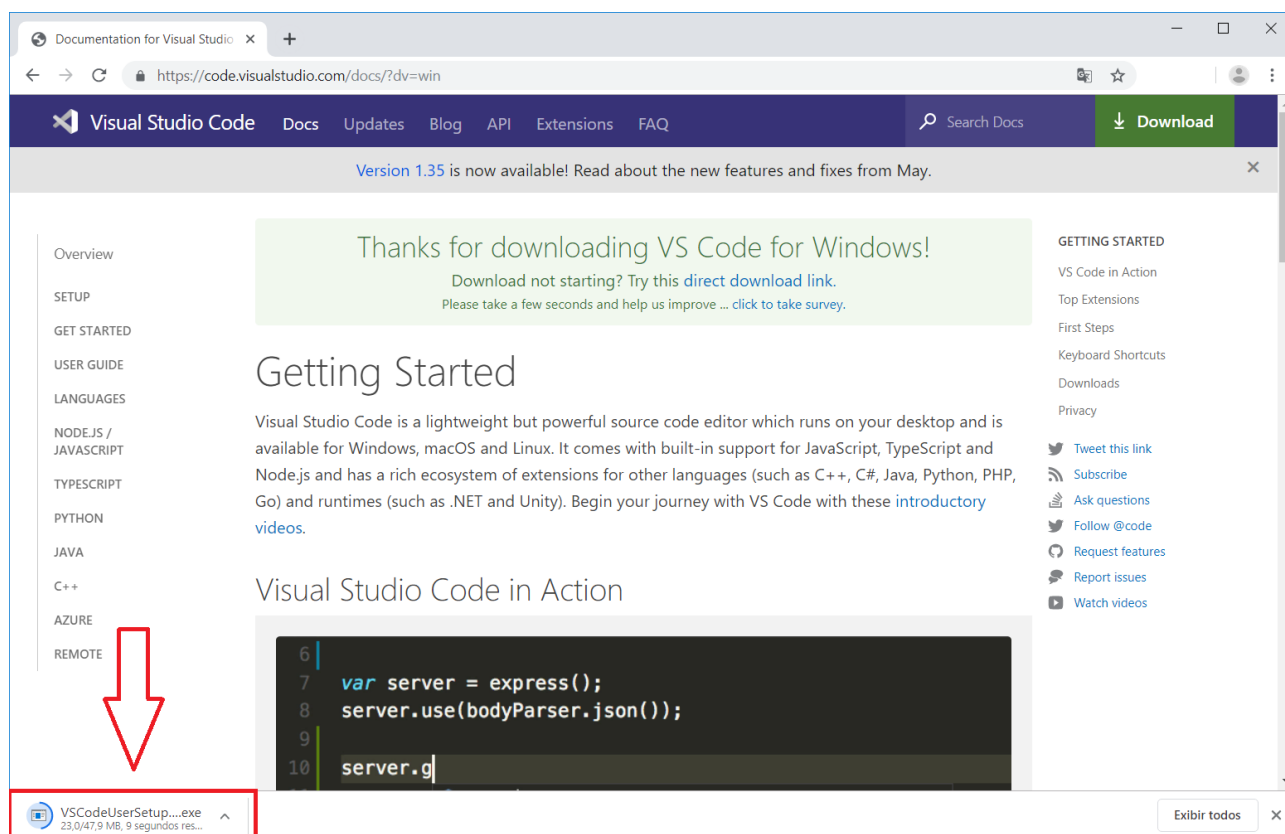 Documentation for Visual Studio
https://code.visualstudio.com/docs/?dv=win
Visual Studio Code
Docs
Updates
Blog
API
Extensions
FAQ
Search Docs
Download
Version 1.35 is now available! Read about the new features and fixes from May.
Overview
SETUP
GET STARTED
USER GUIDE
LANGUAGES
NODE.JS /
JAVASCRIPT
TYPESCRIPT
PYTHON
JAVA
C++
AZURE
REMOTE
Thanks for downloading VS Code for Windows!
Download not starting? Try this direct download link.
Please take a few seconds and help us improve ... click to take survey.
Getting Started
Visual Studio Code is a lightweight but powerful source code editor which runs on your desktop and is
available for Windows, macOS and Linux. It comes with built-in support for JavaScript, TypeScript and
Node.js and has a rich ecosystem of extensions for other languages (such as C++, C#, Java, Python, PHP,
Go) and runtimes (such as .NET and Unity). Begin your journey with VS Code with these introductory
videos.
Visual Studio Code in Action
6
7 var server = express();
8 server.use(bodyParser.json());
9
10 server.g
GETTING STARTED
VS Code in Action
Top Extensions
First Steps
Keyboard Shortcuts
Downloads
Privacy
Tweet this link
Subscribe
Ask questions
Follow @code
Request features
Report issues
Watch videos
VSCodeUserSetup....exe
23,0/47,9 MB, 9 segundos res...
Exibir todos